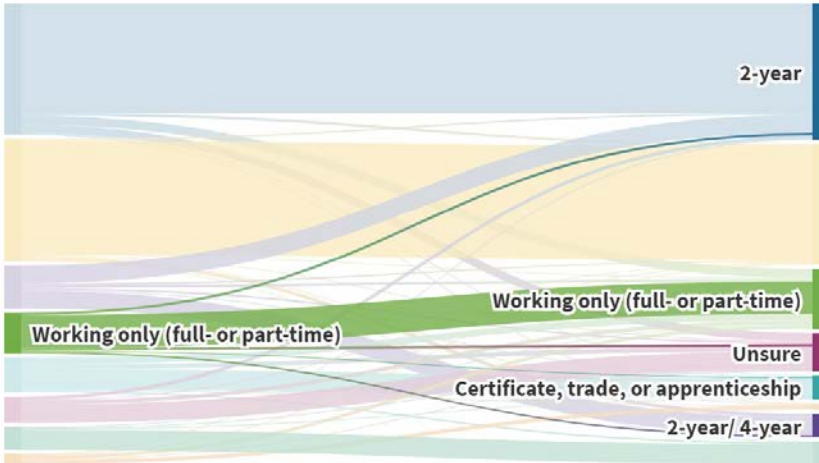 2-year
Working only (full- or part-time)
Working only (full- or part-time)
Unsure
Certificate, trade, or apprenticeship
2-year/ 4-year